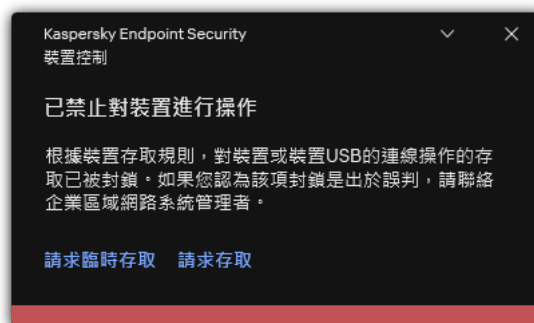 Kaspersky Endpoint Security
裝置控制
已禁止對裝置進行操作
根據裝置存取規則，對裝置或裝置USB的連線操作的存
取已被封鎖。如果您認為該項封鎖是出於誤判，請聯絡
企業區域網路系統管理者。
請求臨時存取 請求存取